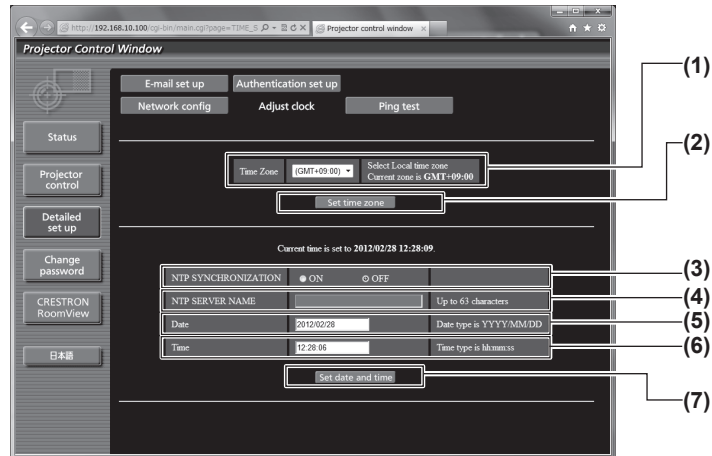 http://192.168.10.100/cgi-bin/main.cgi?page=TIME_S
Projector control window
Projector Control Window
E-mail set up Authentication set up
Network config Adjust clock Ping test
(1)
(2)
Status
Projector control
Detailed set up
Change password
CRESTRON RoomView
日本語
Time Zone (GMT+09:00) Select Local time zone
Current zone is GMT+09:00
Set time zone
Current time is set to 2012/02/28 12:28:09.
NTP SYNCHRONIZATION ON OFF (3)
NTP SERVER NAME Up to 63 characters (4)
Date 2012/02/28 Date type is YYYY/MM/DD (5)
Time 12:28:06 Time type is hh:mm:ss (6)
Set date and time
(7)